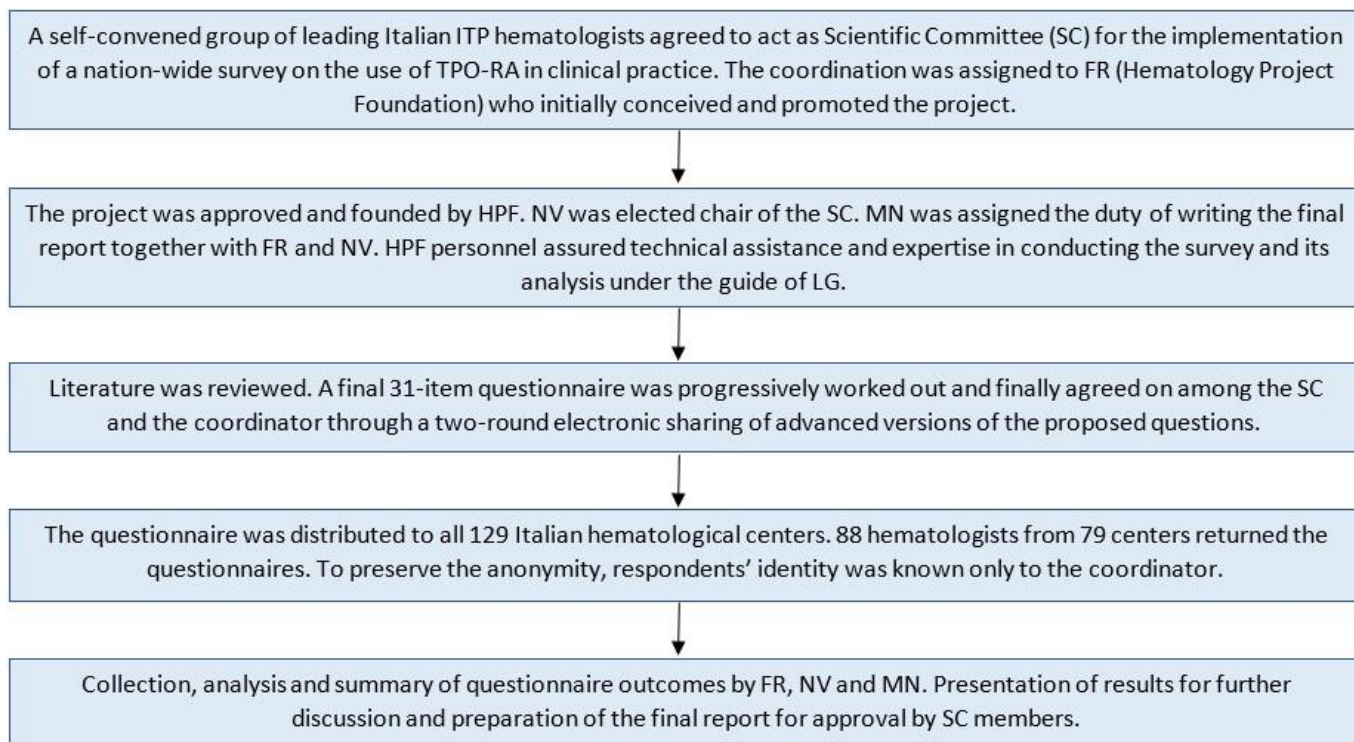 A self-convened group of leading Italian ITP hematologists agreed to act as Scientific Committee (SC) for the implementation
of a nation-wide survey on the use of TPO-RA in clinical practice. The coordination was assigned to FR (Hematology Project
Foundation) who initially conceived and promoted the project.
The project was approved and founded by HPF. NV was elected chair of the SC. MN was assigned the duty of writing the final
report together with FR and NV. HPF personnel assured technical assistance and expertise in conducting the survey and its
analysis under the guide of LG.
Literature was reviewed. A final 31-item questionnaire was progressively worked out and finally agreed on among the SC
and the coordinator through a two-round electronic sharing of advanced versions of the proposed questions.
The questionnaire was distributed to all 129 Italian hematological centers. 88 hematologists from 79 centers returned the
questionnaires. To preserve the anonymity, respondents’ identity was known only to the coordinator.
Collection, analysis and summary of questionnaire outcomes by FR, NV and MN. Presentation of results for further
discussion and preparation of the final report for approval by SC members.